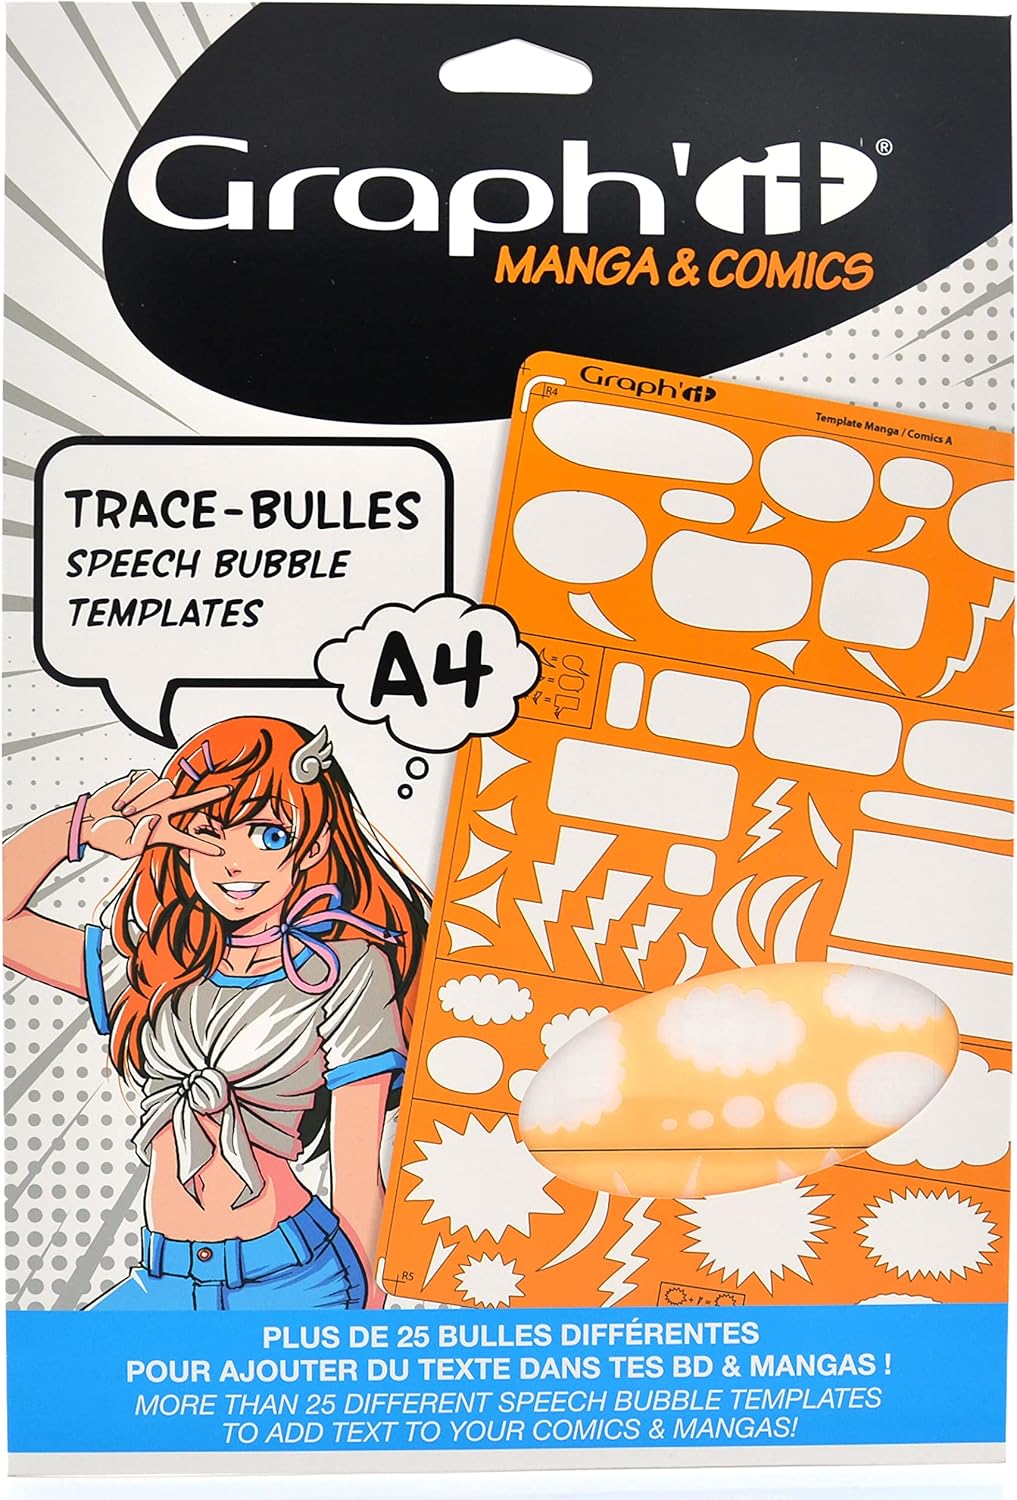 Graph'it®
MANGA & COMICS
Graph'it
R4
Template Manga / Comics A
TRACE-BULLES
SPEECH BUBBLE
TEMPLATES
A4
R5
PLUS DE 25 BULLES DIFFÉRENTES
POUR AJOUTER DU TEXTE DANS TES BD & MANGAS !
MORE THAN 25 DIFFERENT SPEECH BUBBLE TEMPLATES
TO ADD TEXT TO YOUR COMICS & MANGAS!